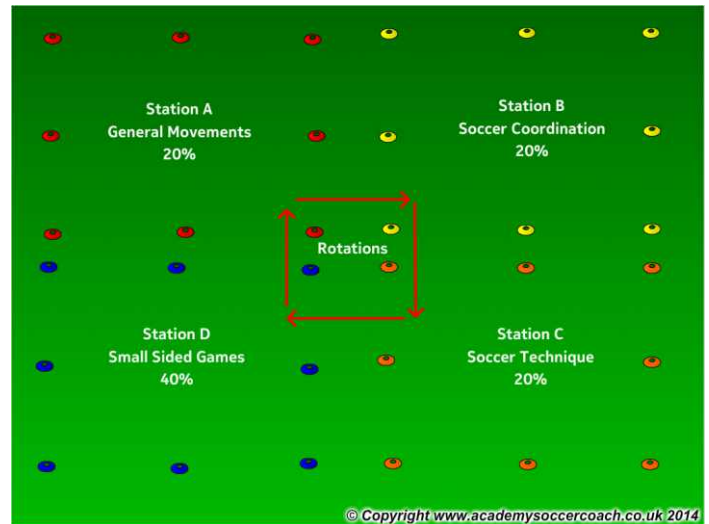 Station A
General Movements
20%
Station B
Soccer Coordination
20%
Rotations
Station D
Small Sided Games
40%
Station C
Soccer Technique
20%
© Copyright www.academysoccercoach.co.uk 2014